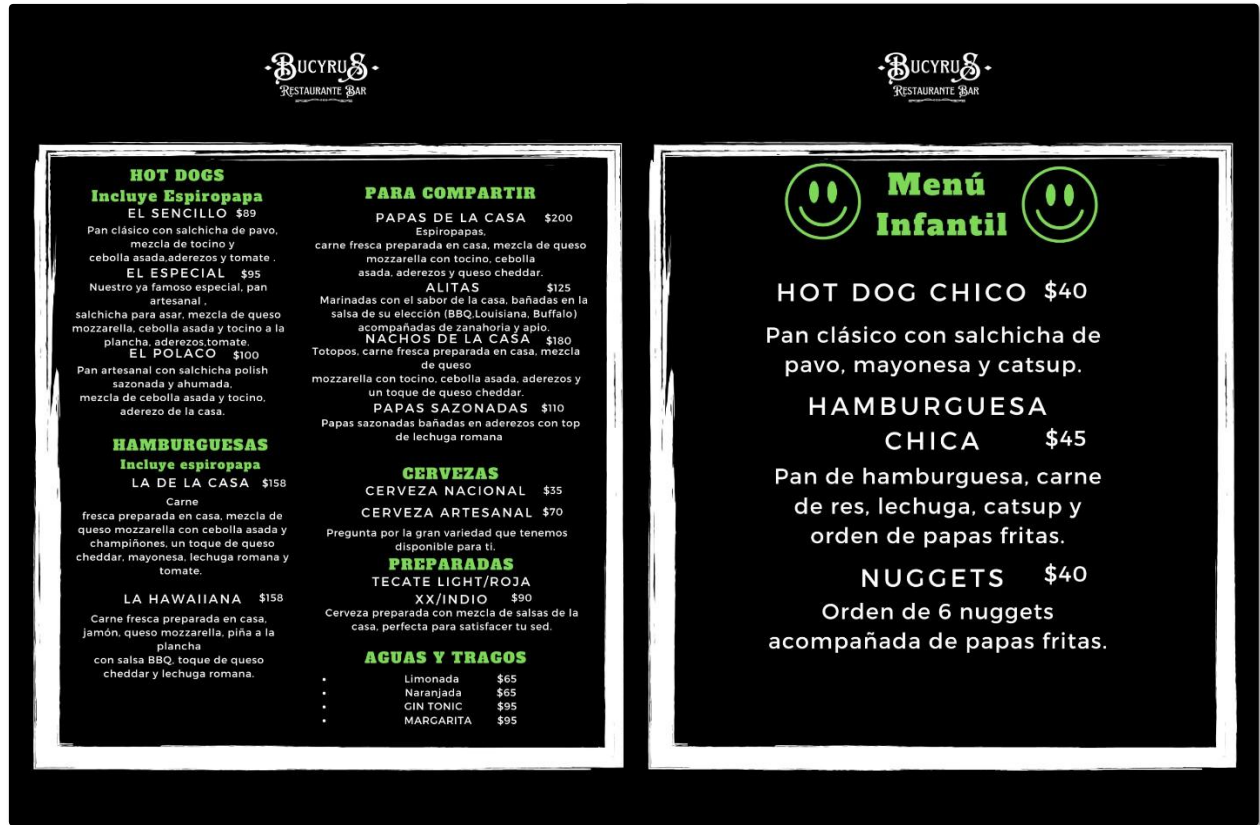 BUCYRUS
RESTAURANTE BAR
HOT DOGS
Incluye Espiropapa
EL SENCILLO $89
Pan clásico con salchicha de pavo,
mezcla de tocino y
cebolla asada,aderezos y tomate .
EL ESPECIAL $95
Nuestro ya famoso especial, pan
artesanal ,
salchicha para asar, mezcla de queso
mozzarella, cebolla asada y tocino a la
plancha, aderezos,tomate.
EL POLACO $100
Pan artesanal con salchicha polish
sazonada y ahumada,
mezcla de cebolla asada y tocino,
aderezo de la casa.
HAMBURGUESAS
Incluye espiropapa
LA DE LA CASA $158
Carne
fresca preparada en casa, mezcla de
queso mozzarella con cebolla asada y
champiñones, un toque de queso
cheddar, mayonesa, lechuga romana y
tomate.
LA HAWAIIANA $158
Carne fresca preparada en casa,
jamón, queso mozzarella, piña a la
plancha
con salsa BBQ, toque de queso
cheddar y lechuga romana.
PARA COMPARTIR
PAPAS DE LA CASA $200
Espiropapas,
carne fresca preparada en casa, mezcla de queso
mozzarella con tocino, cebolla
asada, aderezos y queso cheddar.
ALITAS $125
Marinadas con el sabor de la casa, bañadas en la
salsa de su elección (BBQ,Louisiana, Buffalo)
acompañadas de zanahoria y apio.
NACHOS DE LA CASA $180
Totopos, carne fresca preparada en casa, mezcla
de queso
mozzarella con tocino, cebolla asada, aderezos y
un toque de queso cheddar.
PAPAS SAZONADAS $110
Papas sazonadas bañadas en aderezos con top
de lechuga romana
CERVEZAS
CERVEZA NACIONAL $35
CERVEZA ARTESANAL $70
Pregunta por la gran variedad que tenemos
disponible para ti.
PREPARADAS
TECATE LIGHT/ROJA
XX/INDIO $90
Cerveza preparada con mezcla de salsas de la
casa, perfecta para satisfacer tu sed.
AGUAS Y TRAGOS
• Limonada $65
• Naranjada $65
• GIN TONIC $95
• MARGARITA $95
BUCYRUS
RESTAURANTE BAR
Menú
Infantil
HOT DOG CHICO $40
Pan clásico con salchicha de
pavo, mayonesa y catsup.
HAMBURGUESA
CHICA $45
Pan de hamburguesa, carne
de res, lechuga, catsup y
orden de papas fritas.
NUGGETS $40
Orden de 6 nuggets
acompañada de papas fritas.